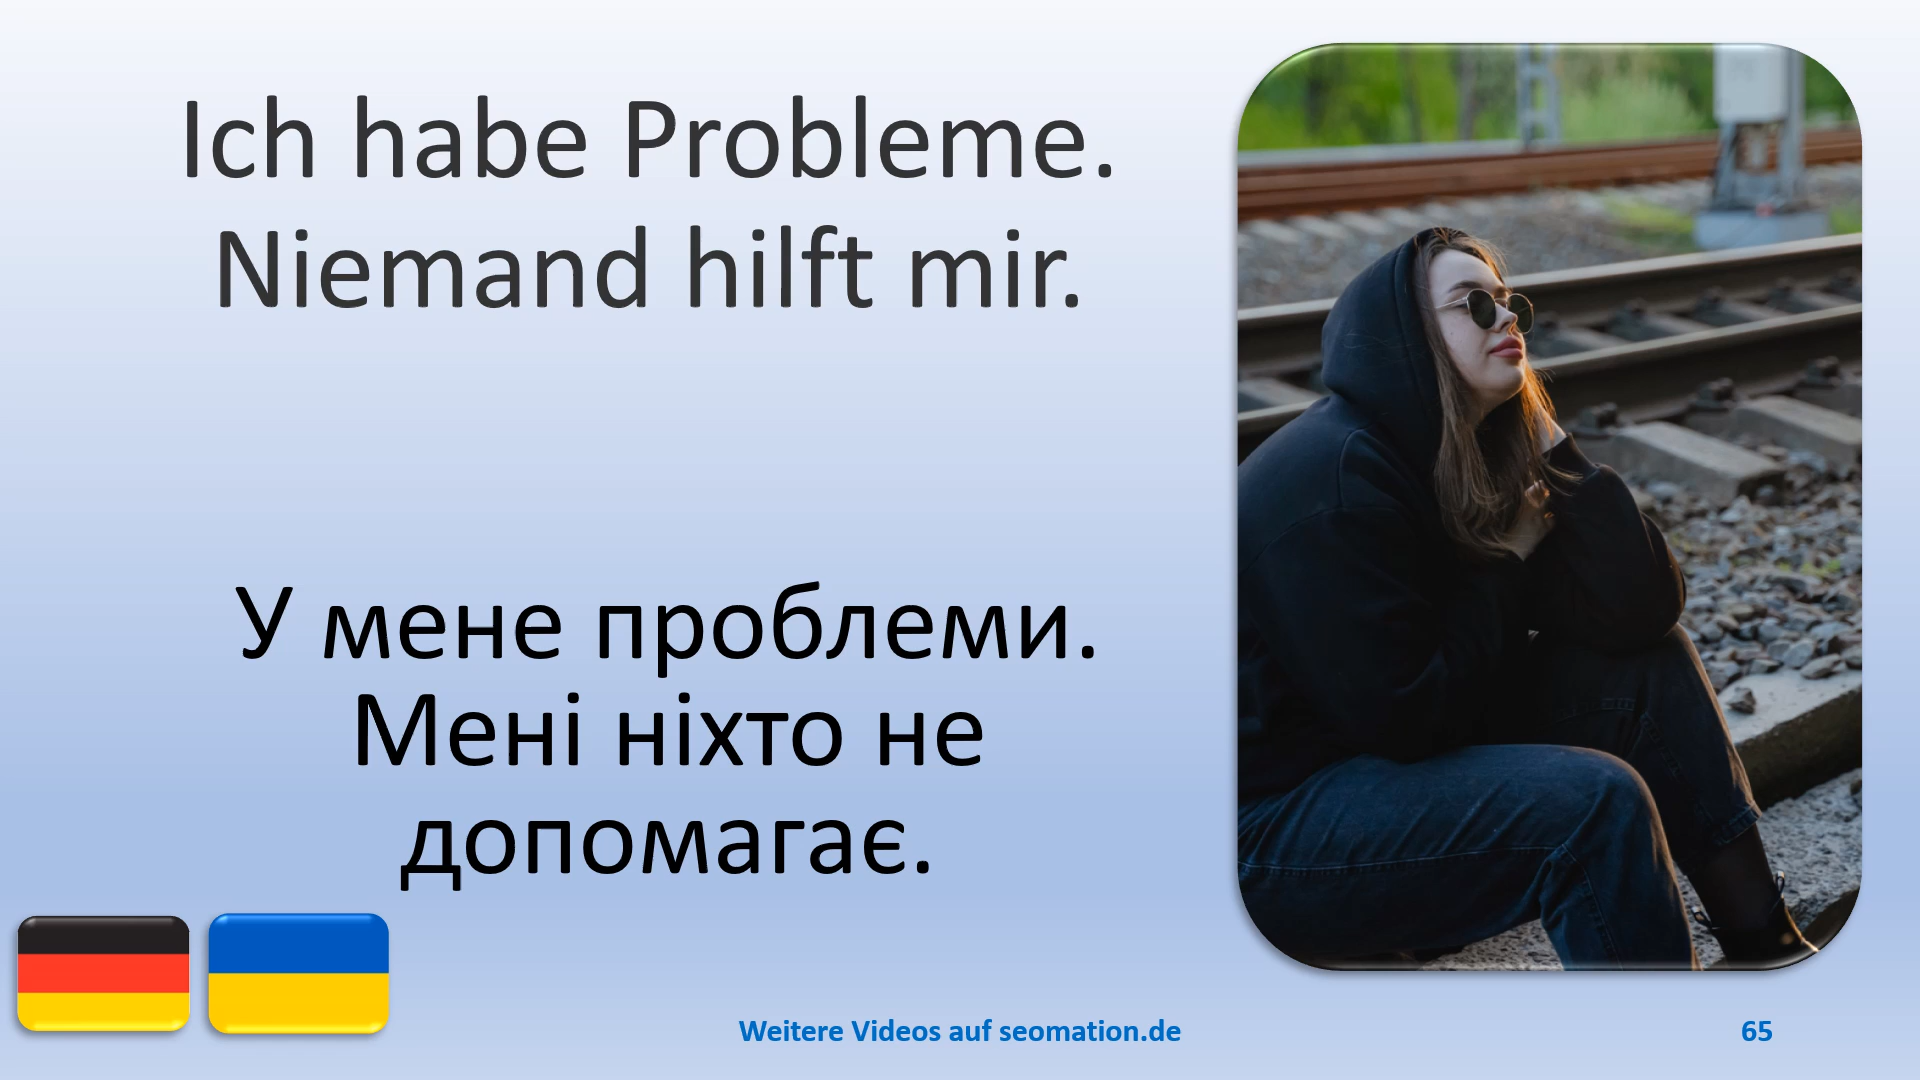 Ich habe Probleme.
Niemand hilft mir.
У мене проблеми.
Мені ніхто не
допомагає.
Weitere Videos auf seomation.de
65